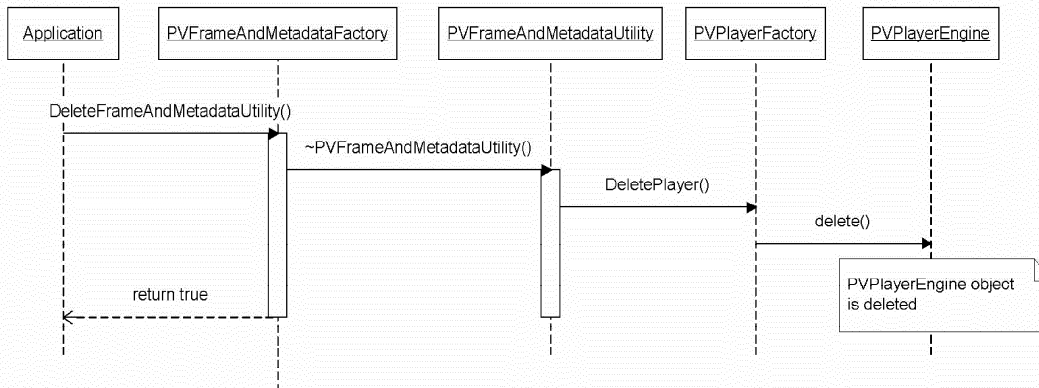 Application
PVFrameAndMetadataFactory
PVFrameAndMetadataUtility
PVPlayerFactory
PVPlayerEngine
DeleteFrameAndMetadataUtility()
~PVFrameAndMetadataUtility()
DeletePlayer()
delete()
PVPlayerEngine object
is deleted
return true